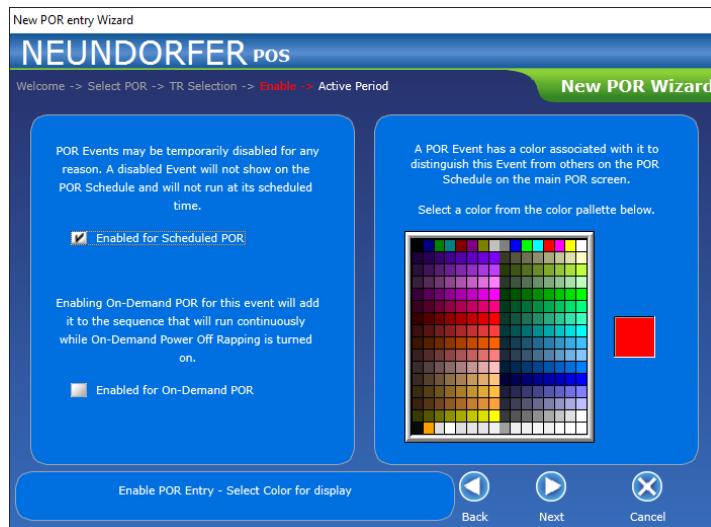 New POR entry Wizard
NEUNDORFER POS
Welcome -> Select POR -> TR Selection -> Enable -> Active Period
New POR Wizard
POR Events may be temporarily disabled for any
reason. A disabled Event will not show on the
POR Schedule and will not run at its scheduled
time.
Enabled for Scheduled POR
Enabling On-Demand POR for this event will add
it to the sequence that will run continuously
while On-Demand Power Off Rapping is turned
on.
Enabled for On-Demand POR
A POR Event has a color associated with it to
distinguish this Event from others on the POR
Schedule on the main POR screen.
Select a color from the color pallette below.
Enable POR Entry - Select Color for display
Back
Next
Cancel